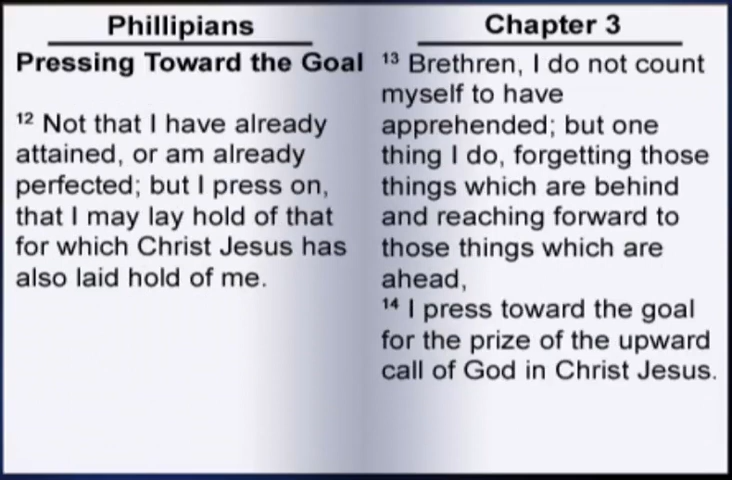 Phillipians
Pressing Toward the Goal
¹² Not that I have already
attained, or am already
perfected; but I press on,
that I may lay hold of that
for which Christ Jesus has
also laid hold of me.
Chapter 3
¹³ Brethren, I do not count
myself to have
apprehended; but one
thing I do, forgetting those
things which are behind
and reaching forward to
those things which are
ahead,
¹⁴ I press toward the goal
for the prize of the upward
call of God in Christ Jesus.